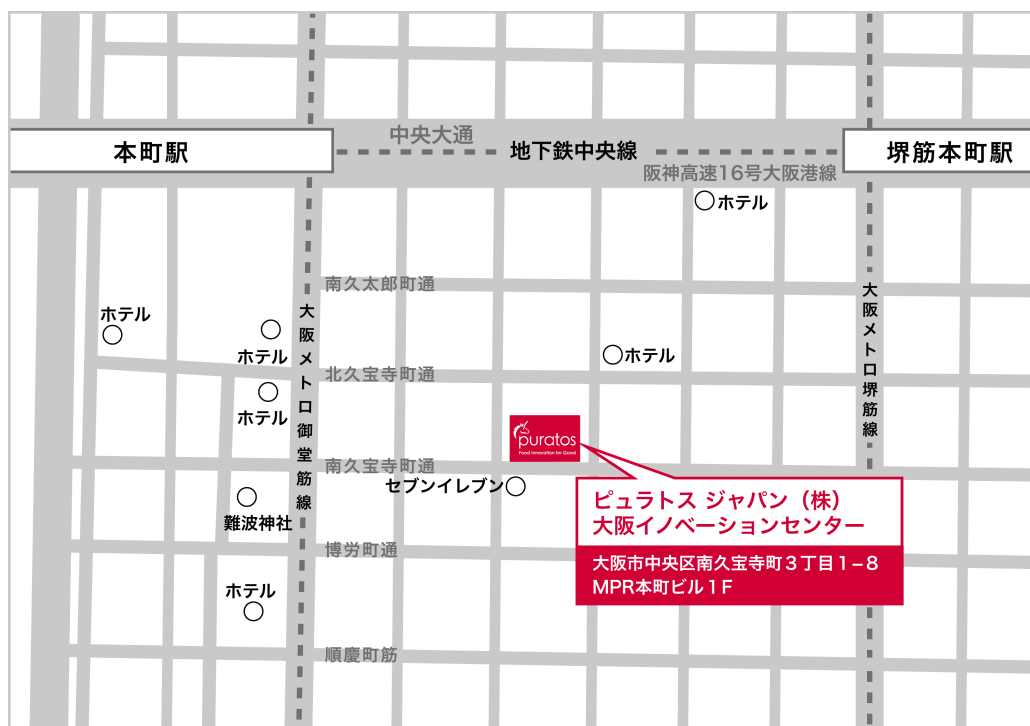 中央大通
本町駅
地下鉄中央線
堺筋本町駅
阪神高速16号大阪港線
ホテル
南久太郎町通
ホテル
大阪メトロ御堂筋線
大阪メトロ堺筋線
ホテル
ホテル
北久宝寺町通
ホテル
puratos
Food Innovation for Good
南久宝寺町通
セブンイレブン
ピュラトス ジャパン（株）
大阪イノベーションセンター
難波神社
博労町通
大阪市中央区南久宝寺町３丁目１−８
MPR本町ビル１F
ホテル
順慶町筋